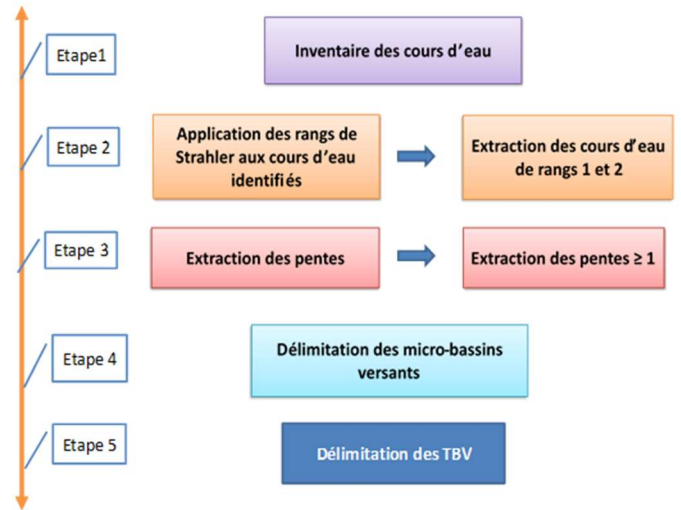 Etape1
Inventaire des cours d'eau
Etape 2
Application des rangs de
Strahler aux cours d'eau
identifiés
Extraction des cours d'eau
de rangs 1 et 2
Etape 3
Extraction des pentes
Extraction des pentes ≥ 1
Etape 4
Délimitation des micro-bassins
versants
Etape 5
Délimitation des TBV